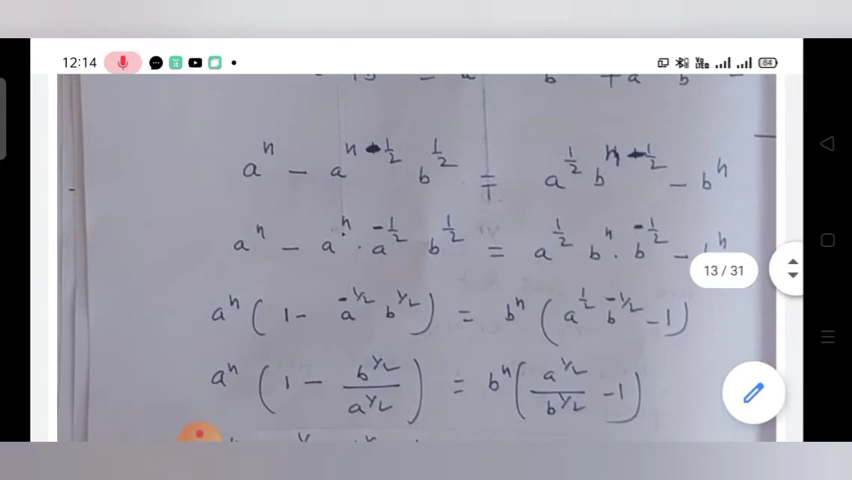 12:14 84
a^n - a^{n-1/2} b^{1/2} = a^{1/2} b^{n-1/2} - b^n
a^n - a^n · a^{-1/2} b^{1/2} = a^{1/2} b^n · b^{-1/2} - b^n
a^n ( 1 - a^{-1/2} b^{1/2} ) = b^n ( a^{1/2} b^{-1/2} - 1 )
13 / 31
a^n ( 1 - b^{1/2} / a^{1/2} ) = b^n ( a^{1/2} / b^{1/2} - 1 )